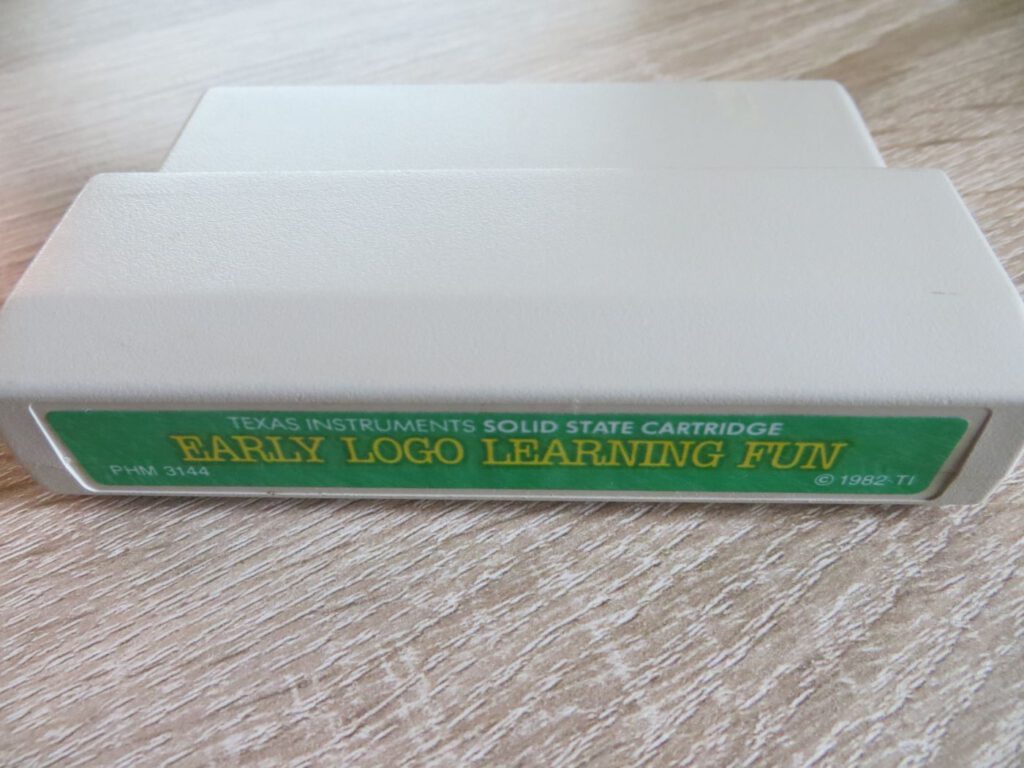 TEXAS INSTRUMENTS SOLID STATE CARTRIDGE
EARLY LOGO LEARNING FUN
PHM 3144
© 1982-TI